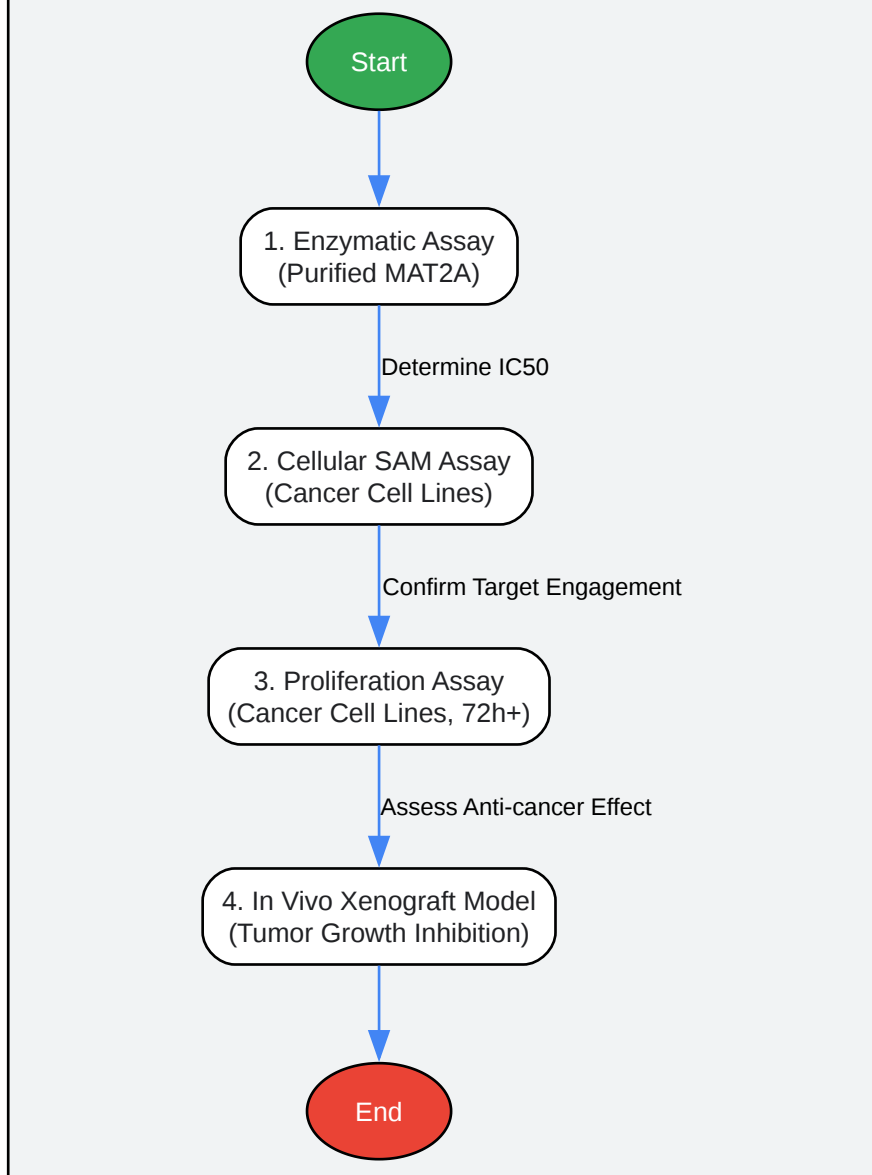 Start
1. Enzymatic Assay
(Purified MAT2A)
Determine IC50
2. Cellular SAM Assay
(Cancer Cell Lines)
Confirm Target Engagement
3. Proliferation Assay
(Cancer Cell Lines, 72h+)
Assess Anti-cancer Effect
4. In Vivo Xenograft Model
(Tumor Growth Inhibition)
End